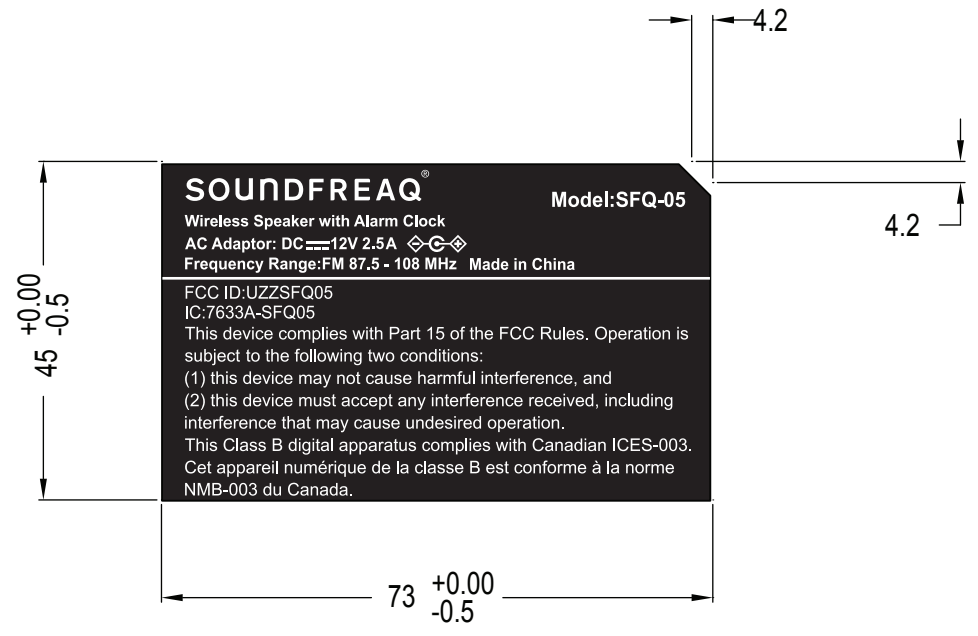 4.2
4.2
SOUNDFREAQ®
Model:SFQ-05
Wireless Speaker with Alarm Clock
AC Adaptor: DC 12V 2.5A
Frequency Range:FM 87.5 - 108 MHz Made in China
FCC ID:UZZSFQ05
IC:7633A-SFQ05
This device complies with Part 15 of the FCC Rules. Operation is
subject to the following two conditions:
(1) this device may not cause harmful interference, and
(2) this device must accept any interference received, including
interference that may cause undesired operation.
This Class B digital apparatus complies with Canadian ICES-003.
Cet appareil numérique de la classe B est conforme à la norme
NMB-003 du Canada.
45 +0.00
-0.5
73 +0.00
-0.5